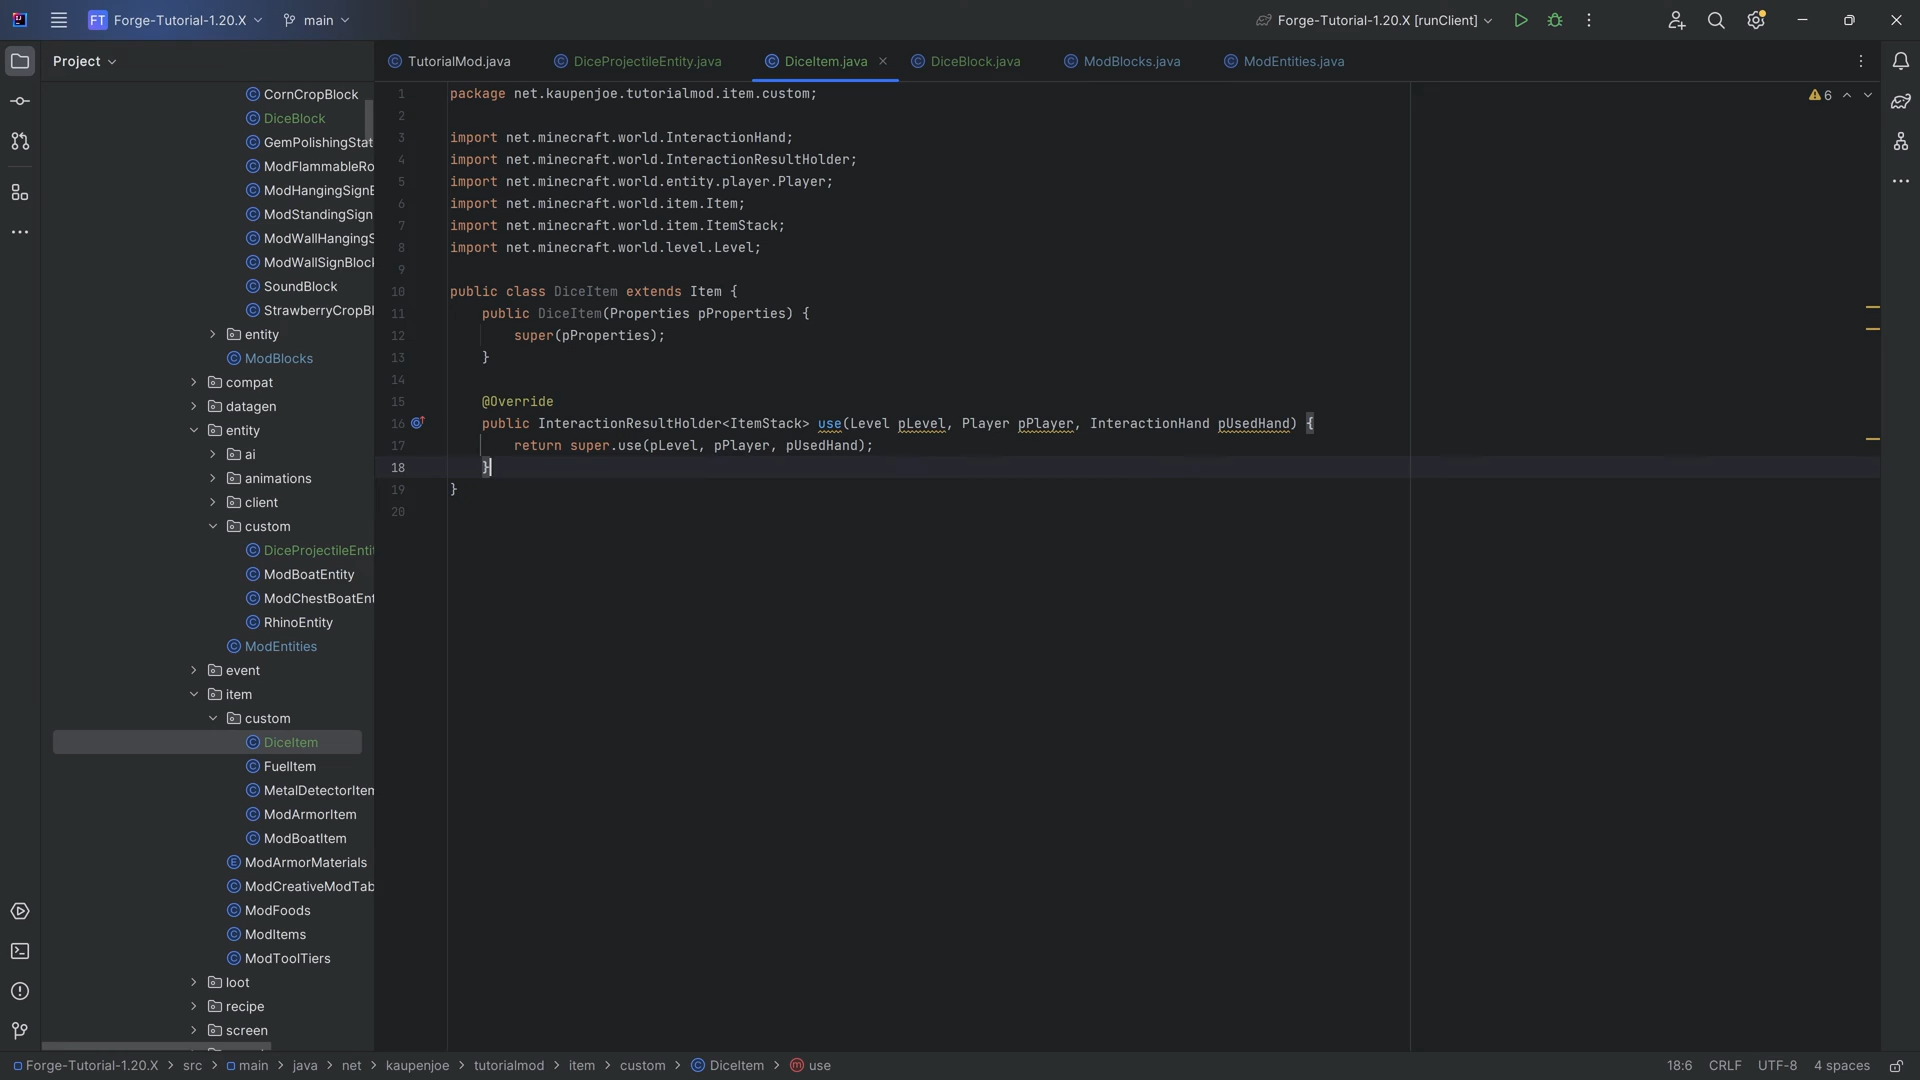 FT Forge-Tutorial-1.20.X main Forge-Tutorial-1.20.X [runClient]
Project
TutorialMod.java DiceProjectileEntity.java DiceItem.java DiceBlock.java ModBlocks.java ModEntities.java
CornCropBlock
DiceBlock
GemPolishingStat
ModFlammableRo
ModHangingSignB
ModStandingSign
ModWallHangingS
ModWallSignBlock
SoundBlock
StrawberryCropBl
entity
ModBlocks
compat
datagen
entity
ai
animations
client
custom
DiceProjectileEntit
ModBoatEntity
ModChestBoatEnt
RhinoEntity
ModEntities
event
item
custom
DiceItem
FuelItem
MetalDetectorItem
ModArmorItem
ModBoatItem
ModArmorMaterials
ModCreativeModTab
ModFoods
ModItems
ModToolTiers
loot
recipe
screen
6
1 package net.kaupenjoe.tutorialmod.item.custom;
2
3 import net.minecraft.world.InteractionHand;
4 import net.minecraft.world.InteractionResultHolder;
5 import net.minecraft.world.entity.player.Player;
6 import net.minecraft.world.item.Item;
7 import net.minecraft.world.item.ItemStack;
8 import net.minecraft.world.level.Level;
9
10 public class DiceItem extends Item {
11 public DiceItem(Properties pProperties) {
12 super(pProperties);
13 }
14
15 @Override
16 public InteractionResultHolder<ItemStack> use(Level pLevel, Player pPlayer, InteractionHand pUsedHand) {
17 return super.use(pLevel, pPlayer, pUsedHand);
18 }
19 }
20
Forge-Tutorial-1.20.X > src > main > java > net > kaupenjoe > tutorialmod > item > custom > DiceItem > use 18:6 CRLF UTF-8 4 spaces